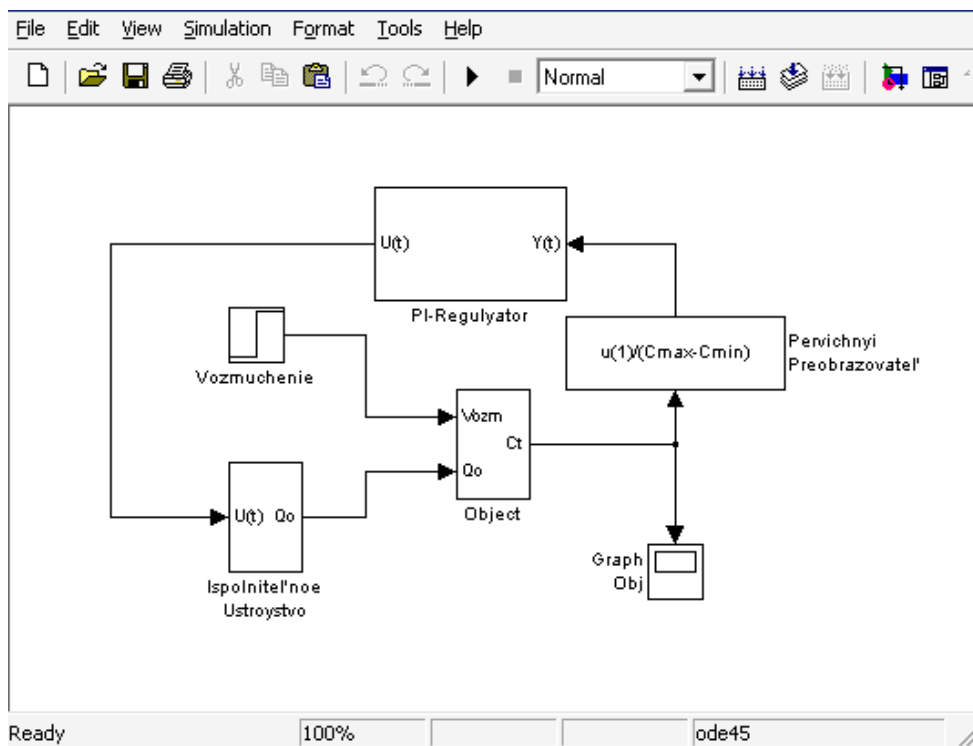 File Edit View Simulation Format Tools Help
Normal
U(t) Y(t)
PI-Regulyator
u(1)/(Cmax-Cmin)
Pervichnyi
Preobrazovatel'
Vozmuchenie
Vozm
Ct
Qo
Object
U(t) Qo
Ispolnitel'noe
Ustroystvo
Graph
Obj
Ready 100% ode45